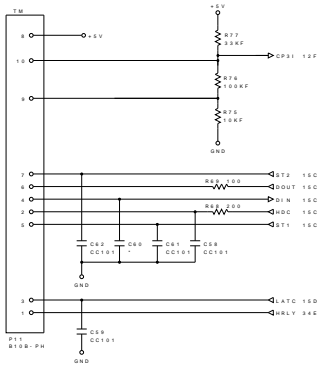 +5V
TM
R77
33KF
8
+5V
CP3I 12F
10
R76
100KF
9
R75
10KF
GND
7
ST2 15C
R69 100
6
DOUT 15C
4
DIN 15C
R68 200
2
HDC 15C
5
ST1 15C
C62 C60 C61 C58
CC101 * CC101 CC101
GND
3
LATC 15D
1
HRLY 34E
C59
CC101
P11
B10B-PH
GND